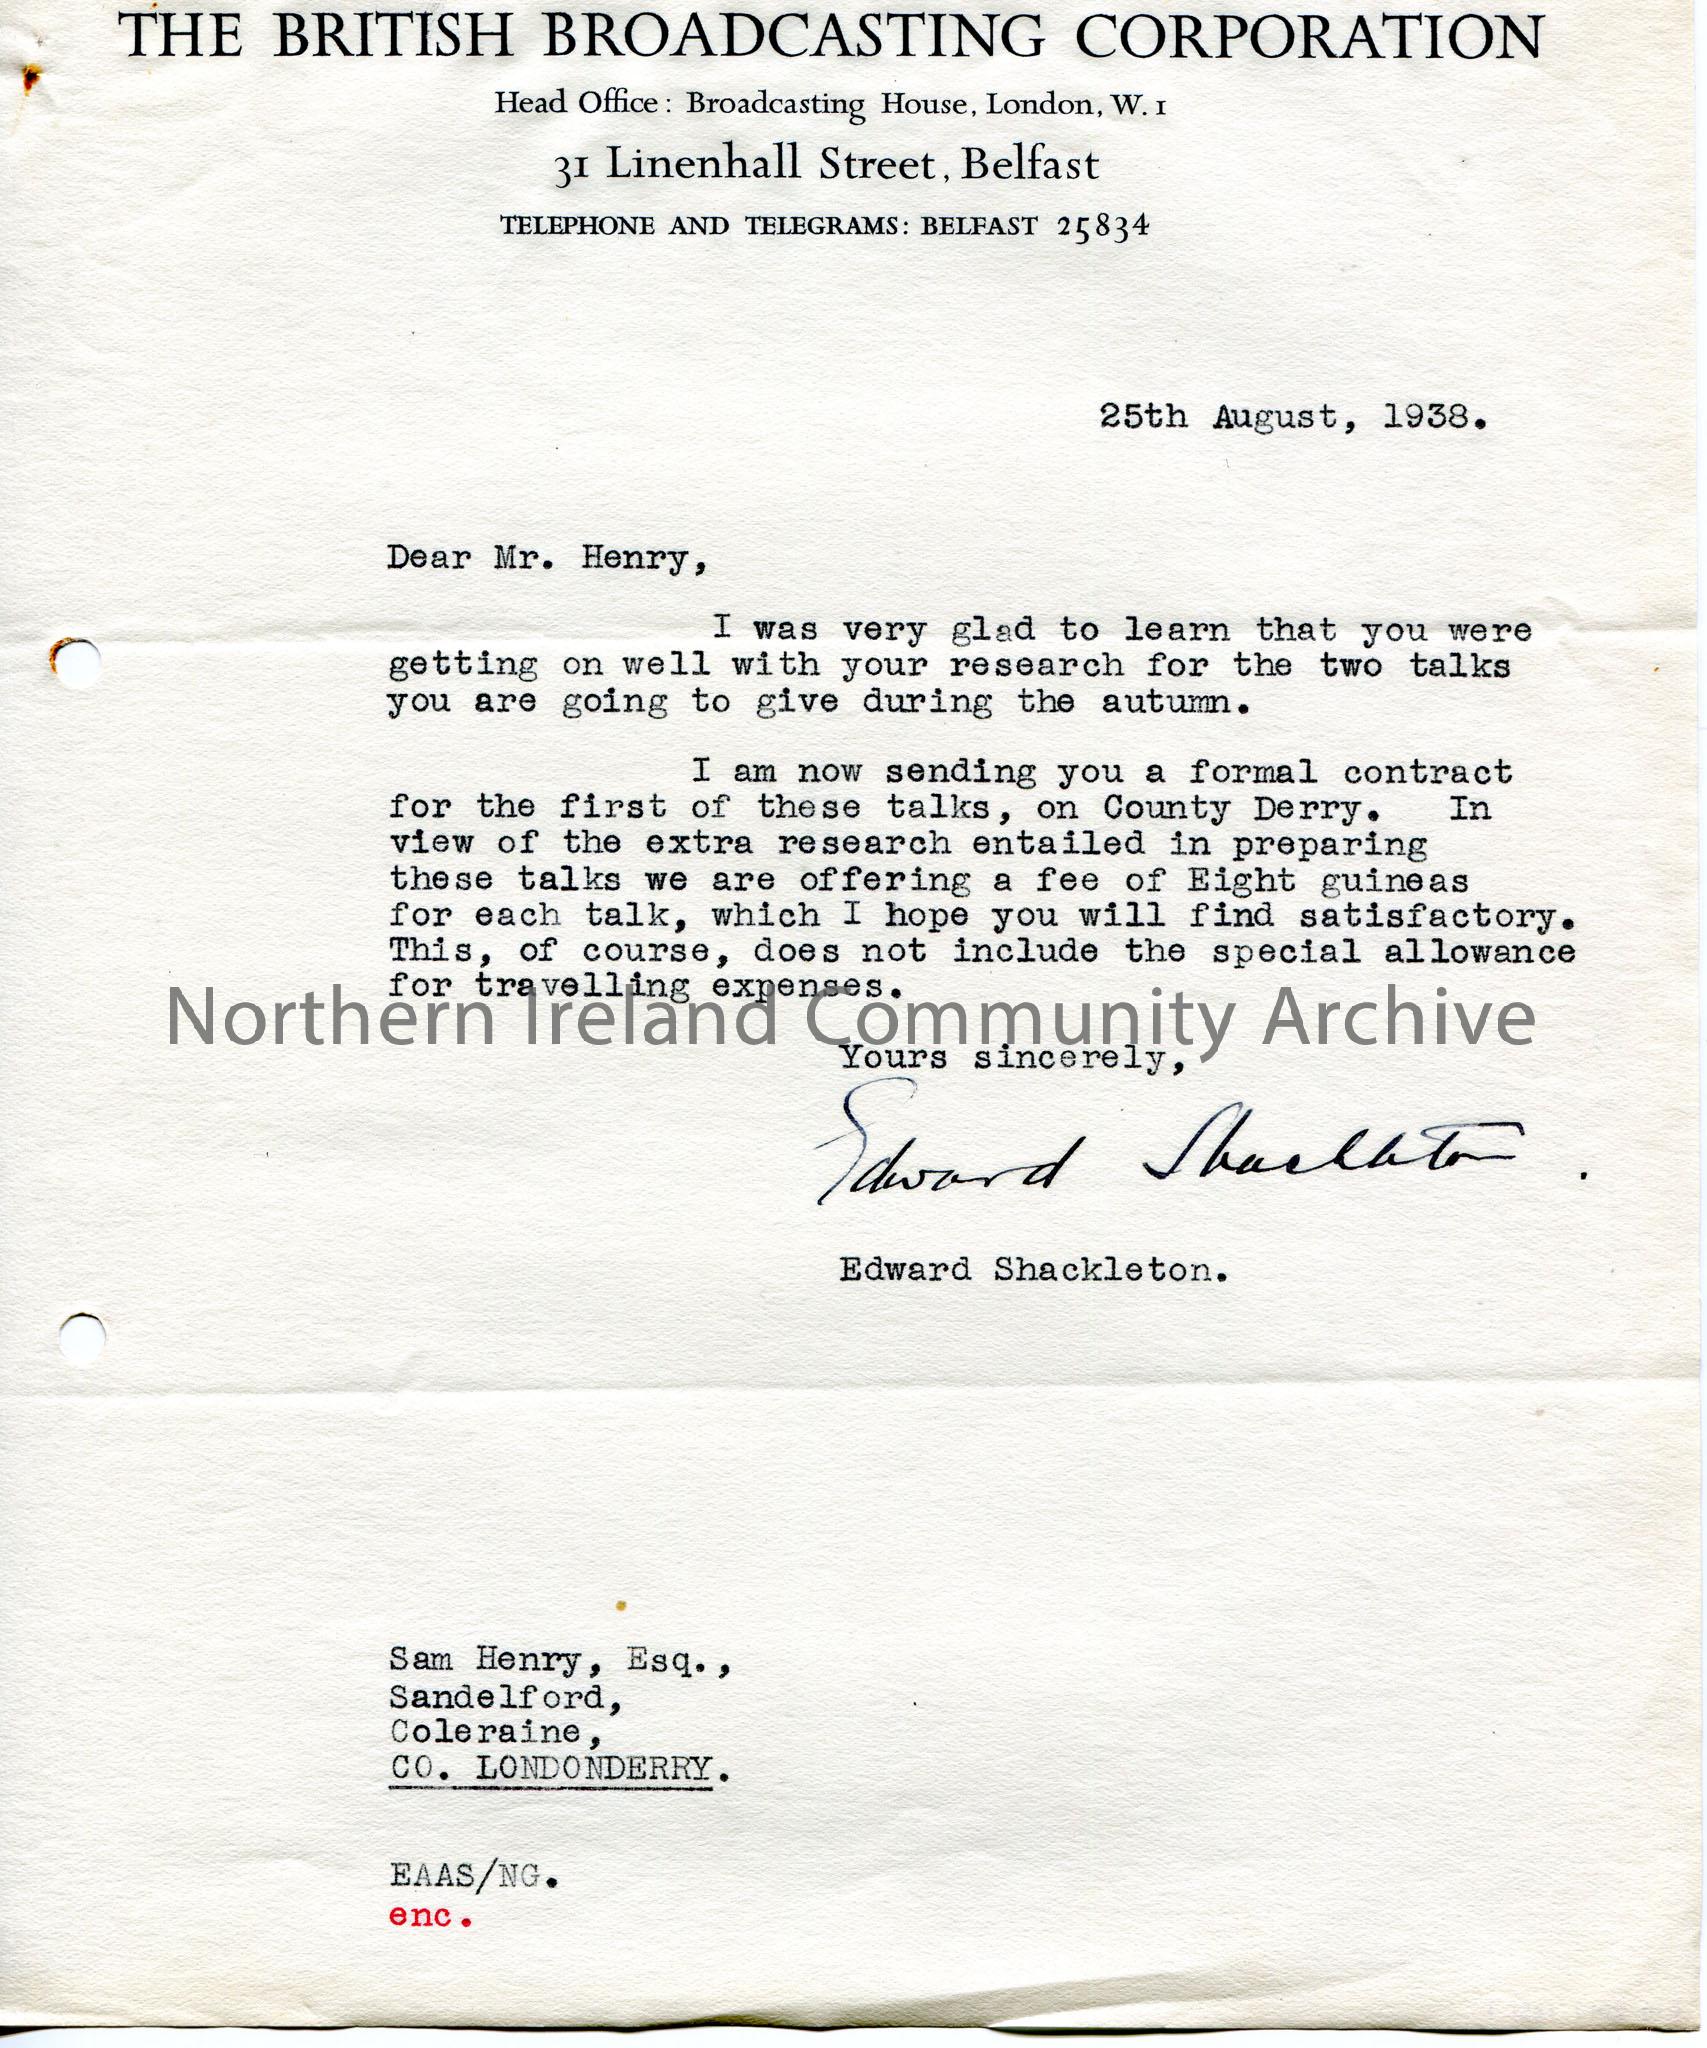 THE BRITISH BROADCASTING CORPORATION
Head Office: Broadcasting House, London, W. 1
31 Linenhall Street, Belfast
TELEPHONE AND TELEGRAMS: BELFAST 25834
25th August, 1938.
Dear Mr. Henry,
I was very glad to learn that you were
getting on well with your research for the two talks
you are going to give during the autumn.
I am now sending you a formal contract
for the first of these talks, on County Derry. In
view of the extra research entailed in preparing
these talks we are offering a fee of Eight guineas
for each talk, which I hope you will find satisfactory.
This, of course, does not include the special allowance
for travelling expenses.
Northern Ireland Community Archive
Yours sincerely,
Edward Shackleton.
Edward Shackleton.
Sam Henry, Esq.,
Sandelford,
Coleraine,
CO. LONDONDERRY.
EAAS/NG.
enc.